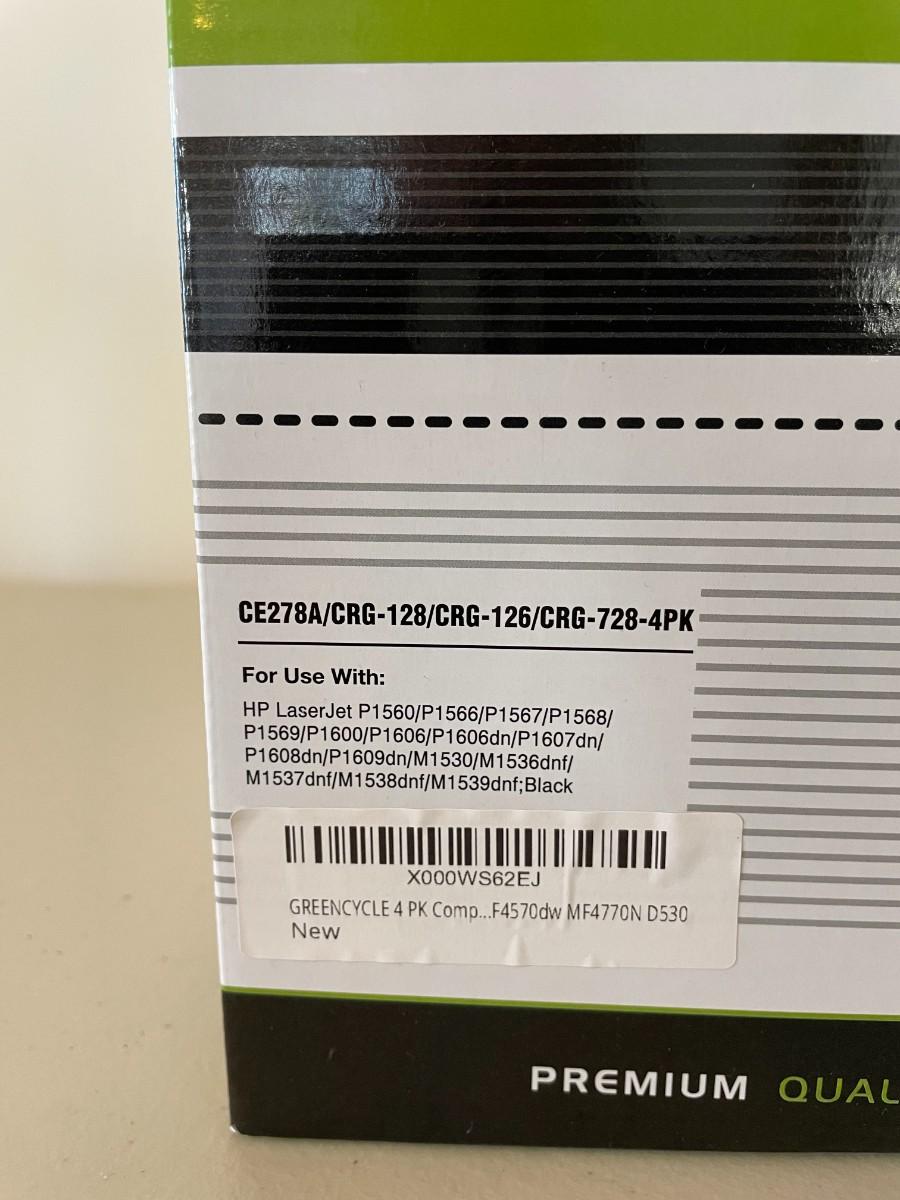 CE278A/CRG-128/CRG-126/CRG-728-4PK
For Use With:
HP LaserJet P1560/P1566/P1567/P1568/
P1569/P1600/P1606/P1606dn/P1607dn/
P1608dn/P1609dn/M1530/M1536dnf/
M1537dnf/M1538dnf/M1539dnf;Black
X000WS62EJ
GREENCYCLE 4 PK Comp...F4570dw MF4770N D530
New
PREMIUM QUAL